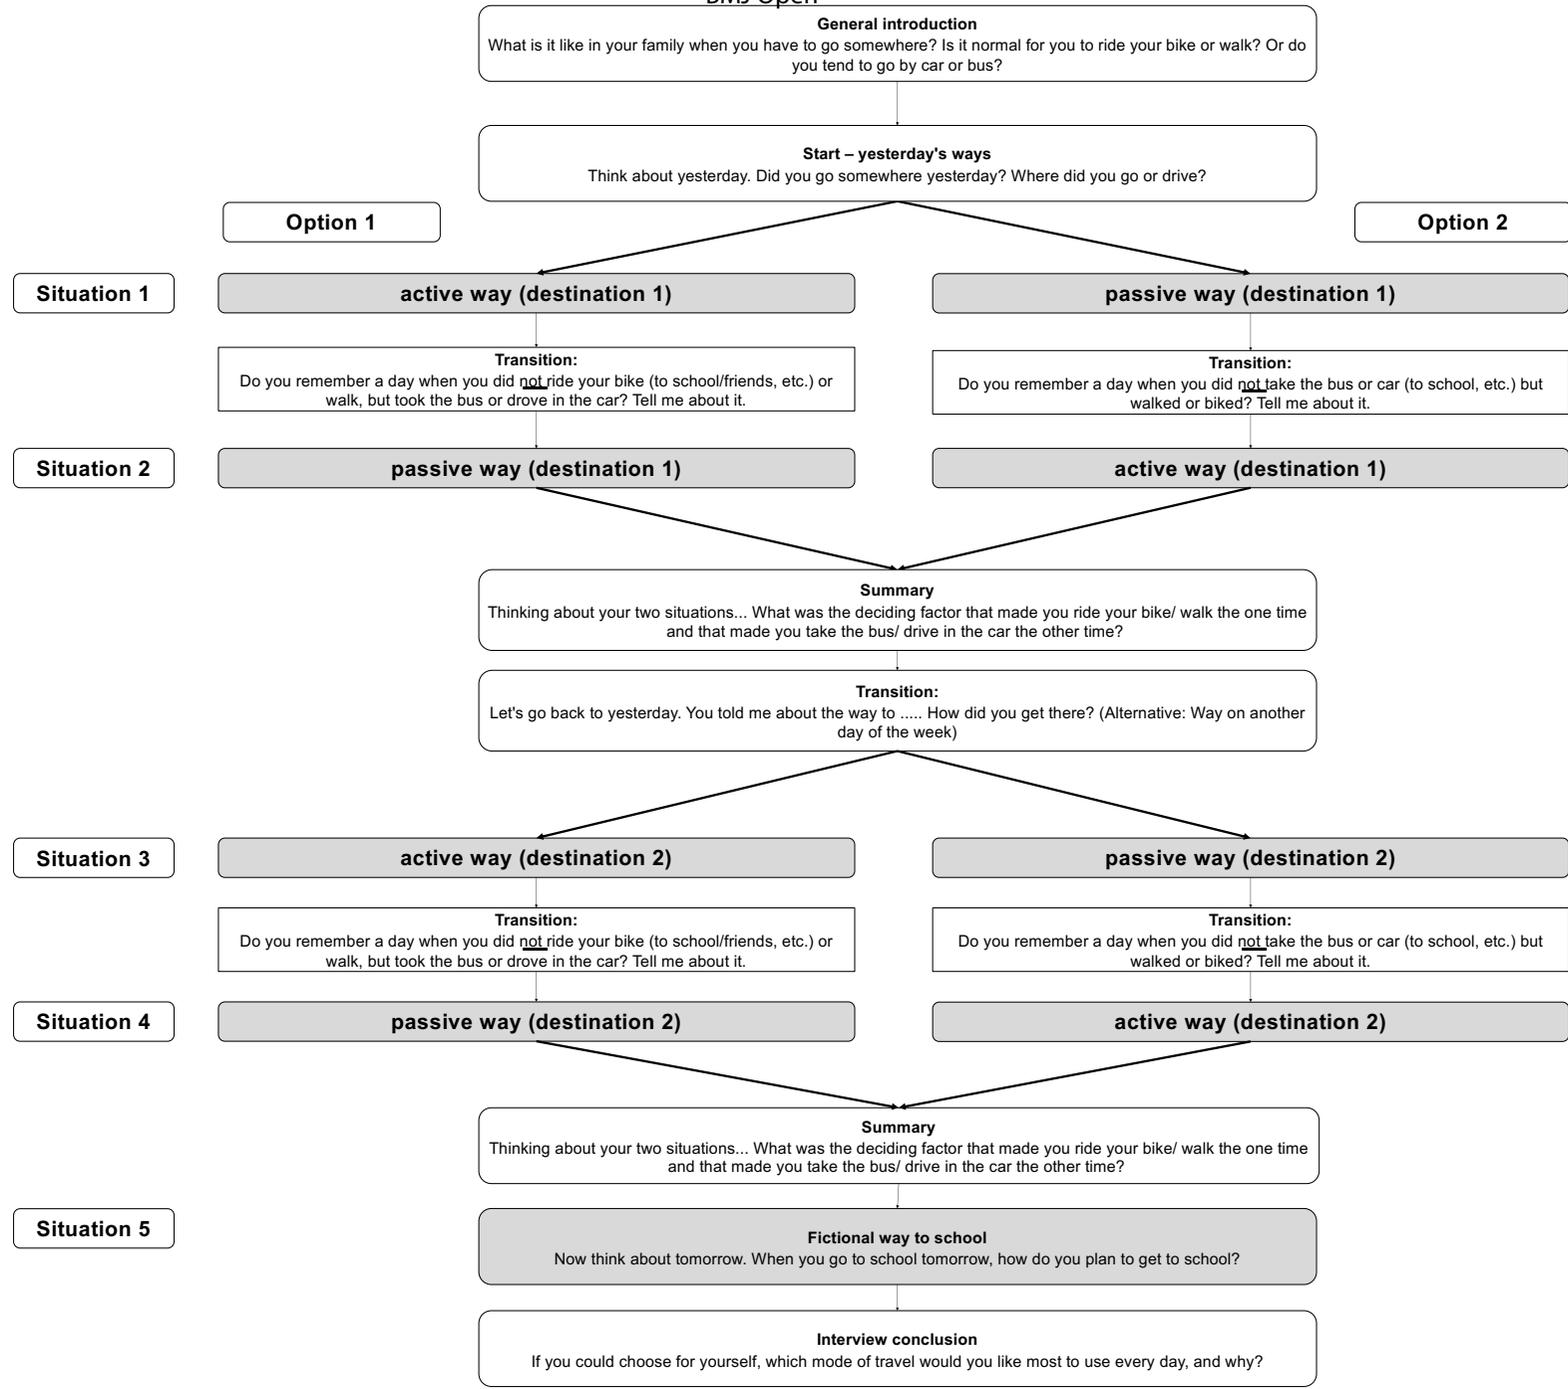 BMJ Open
General introduction
What is it like in your family when you have to go somewhere? Is it normal for you to ride your bike or walk? Or do
you tend to go by car or bus?
Start – yesterday's ways
Think about yesterday. Did you go somewhere yesterday? Where did you go or drive?
Option 1
Option 2
Situation 1
active way (destination 1)
passive way (destination 1)
Transition:
Do you remember a day when you did not ride your bike (to school/friends, etc.) or
walk, but took the bus or drove in the car? Tell me about it.
Transition:
Do you remember a day when you did not take the bus or car (to school, etc.) but
walked or biked? Tell me about it.
Situation 2
passive way (destination 1)
active way (destination 1)
Summary
Thinking about your two situations... What was the deciding factor that made you ride your bike/ walk the one time
and that made you take the bus/ drive in the car the other time?
Transition:
Let's go back to yesterday. You told me about the way to ..... How did you get there? (Alternative: Way on another
day of the week)
Situation 3
active way (destination 2)
passive way (destination 2)
Transition:
Do you remember a day when you did not ride your bike (to school/friends, etc.) or
walk, but took the bus or drove in the car? Tell me about it.
Transition:
Do you remember a day when you did not take the bus or car (to school, etc.) but
walked or biked? Tell me about it.
Situation 4
passive way (destination 2)
active way (destination 2)
Summary
Thinking about your two situations... What was the deciding factor that made you ride your bike/ walk the one time
and that made you take the bus/ drive in the car the other time?
Situation 5
Fictional way to school
Now think about tomorrow. When you go to school tomorrow, how do you plan to get to school?
Interview conclusion
If you could choose for yourself, which mode of travel would you like most to use every day, and why?